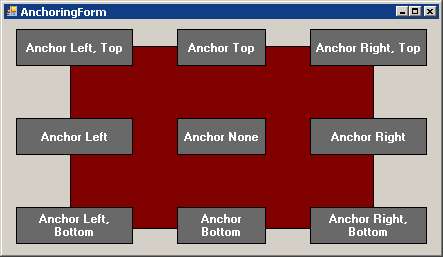 AnchoringForm
Anchor Left, Top
Anchor Top
Anchor Right, Top
Anchor Left
Anchor None
Anchor Right
Anchor Left,
Bottom
Anchor
Bottom
Anchor Right,
Bottom